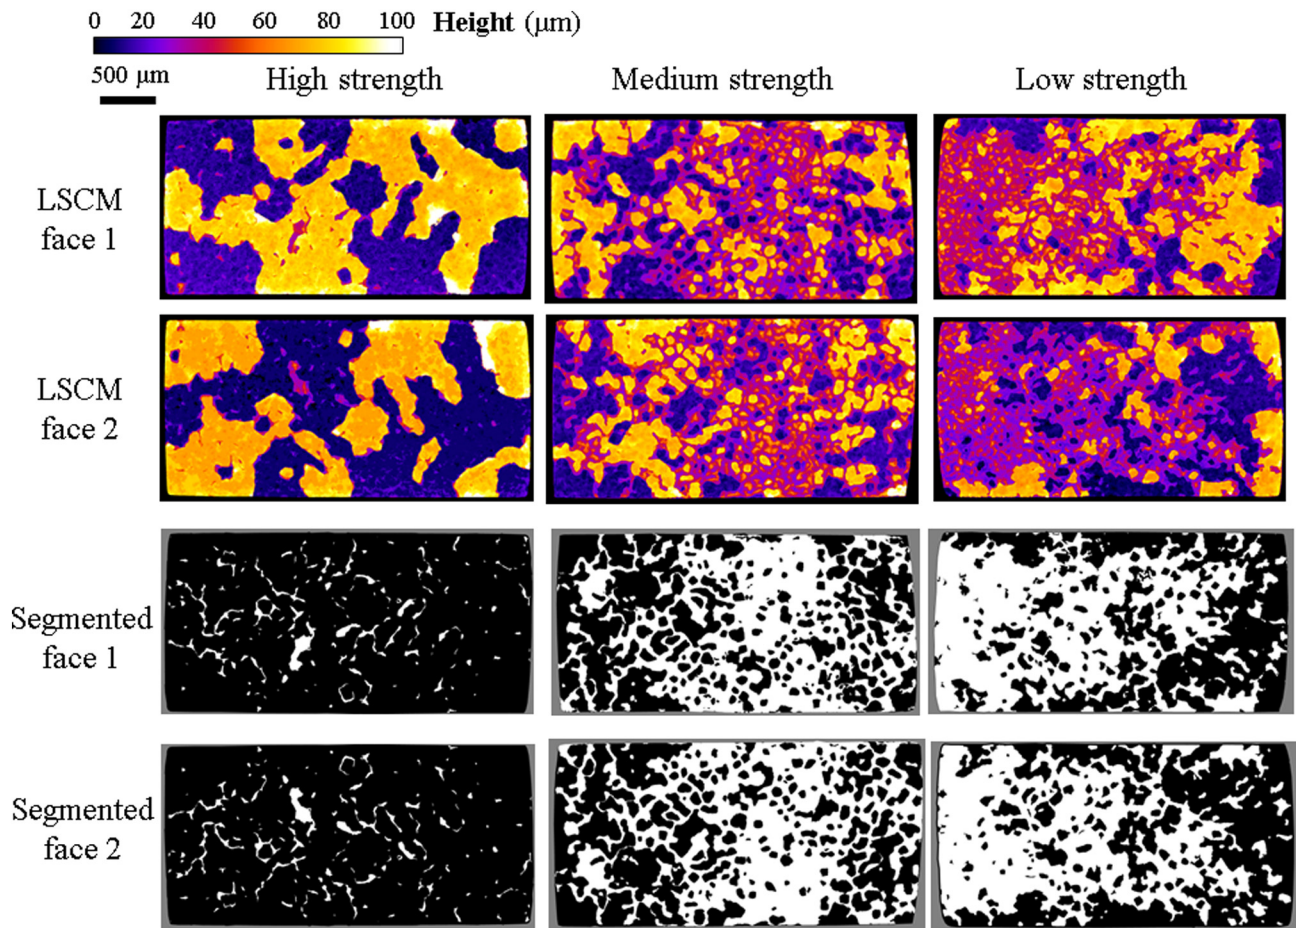 0 20 40 60 80 100 Height (μm)
500 μm
High strength Medium strength Low strength
LSCM
face 1
LSCM
face 2
Segmented
face 1
Segmented
face 2